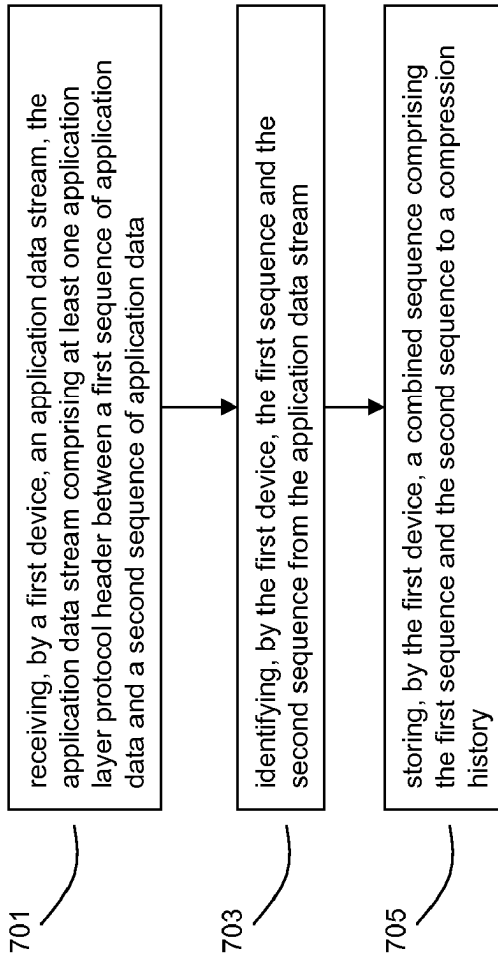 701
receiving, by a first device, an application data stream, the
application data stream comprising at least one application
layer protocol header between a first sequence of application
data and a second sequence of application data
703
identifying, by the first device, the first sequence and the
second sequence from the application data stream
705
storing, by the first device, a combined sequence comprising
the first sequence and the second sequence to a compression
history